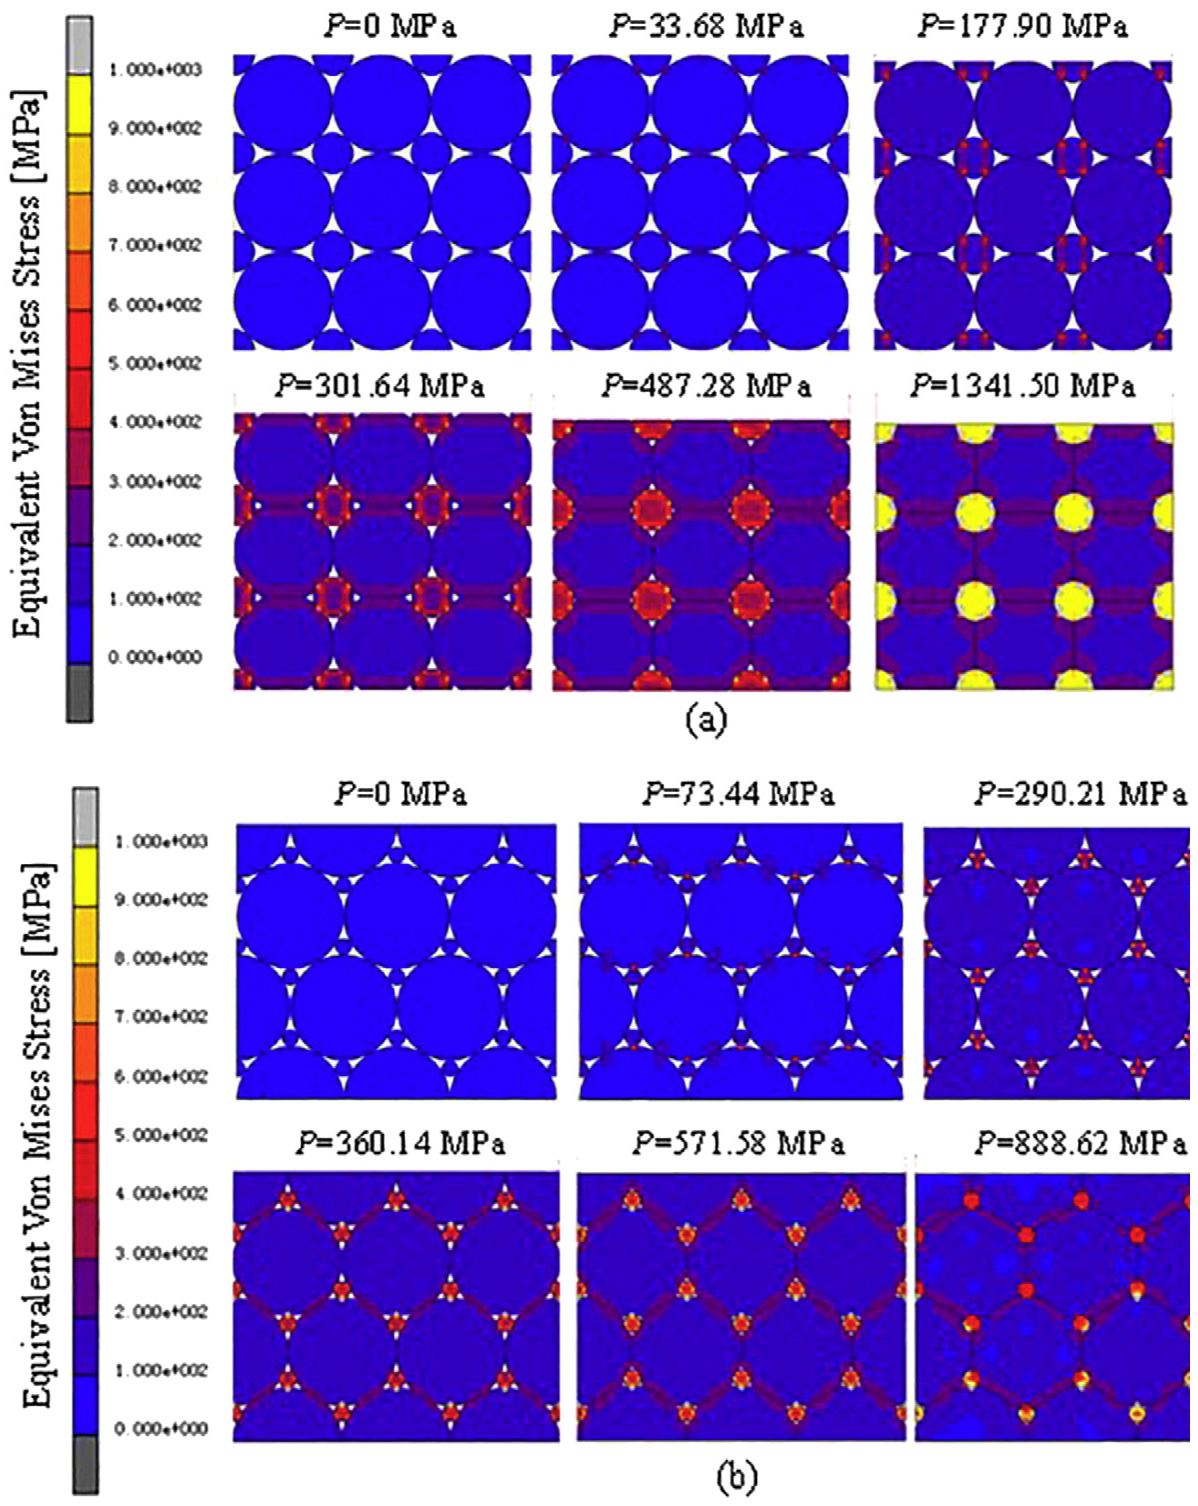 P=0 MPa P=33.68 MPa P=177.90 MPa
Equivalent Von Mises Stress [MPa]
1.000e+003
9.000e+002
8.000e+002
7.000e+002
6.000e+002
5.000e+002
4.000e+002
3.000e+002
2.000e+002
1.000e+002
0.000e+000
P=301.64 MPa P=487.28 MPa P=1341.50 MPa
(a)
P=0 MPa P=73.44 MPa P=290.21 MPa
Equivalent Von Mises Stress [MPa]
1.000e+003
9.000e+002
8.000e+002
7.000e+002
6.000e+002
5.000e+002
4.000e+002
3.000e+002
2.000e+002
1.000e+002
0.000e+000
P=360.14 MPa P=571.58 MPa P=888.62 MPa
(b)